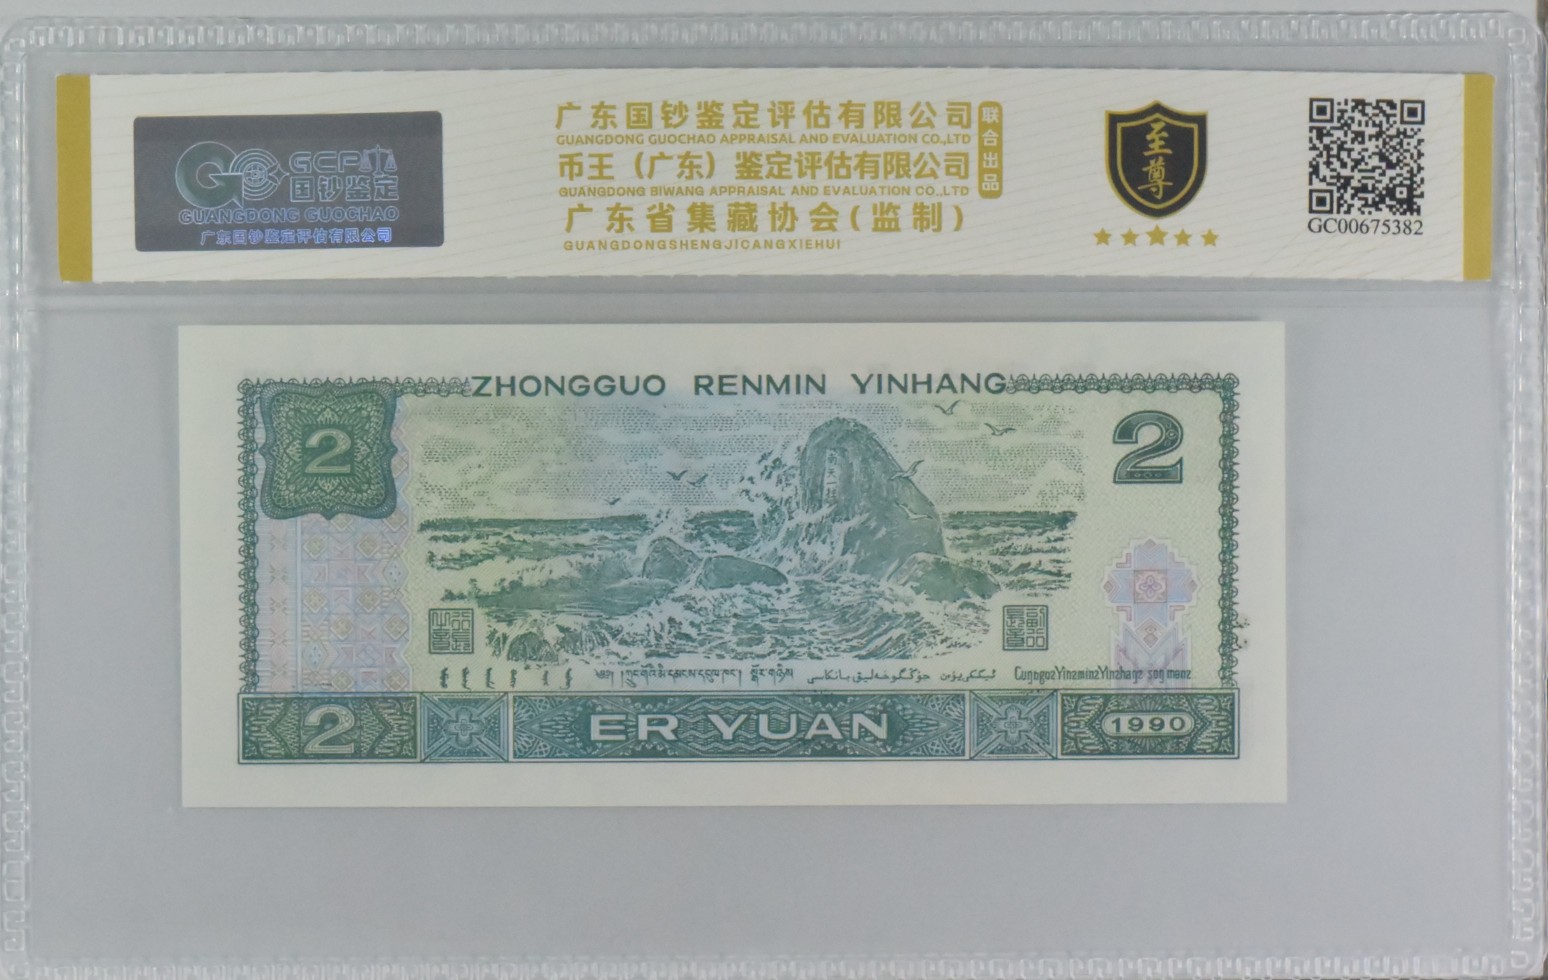 GCPA
国钞鉴定
GUANGDONG GUOCHAO
广东国钞鉴定评估有限公司
广东国钞鉴定评估有限公司
GUANGDONG GUOCHAO APPRAISAL AND EVALUATION CO.,LTD
币王（广东）鉴定评估有限公司
GUANGDONG BIWANG APPRAISAL AND EVALUATION CO.,LTD
广东省集藏协会(监制)
GUANGDONGSHENGJICANGXIEHUI
联合出品
至尊
GC00675382
ZHONGGUO RENMIN YINHANG
2
2
2
ER YUAN
1990